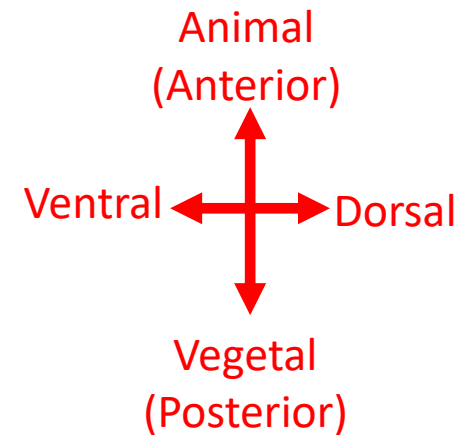 Animal
(Anterior)
Ventral
Dorsal
Vegetal
(Posterior)